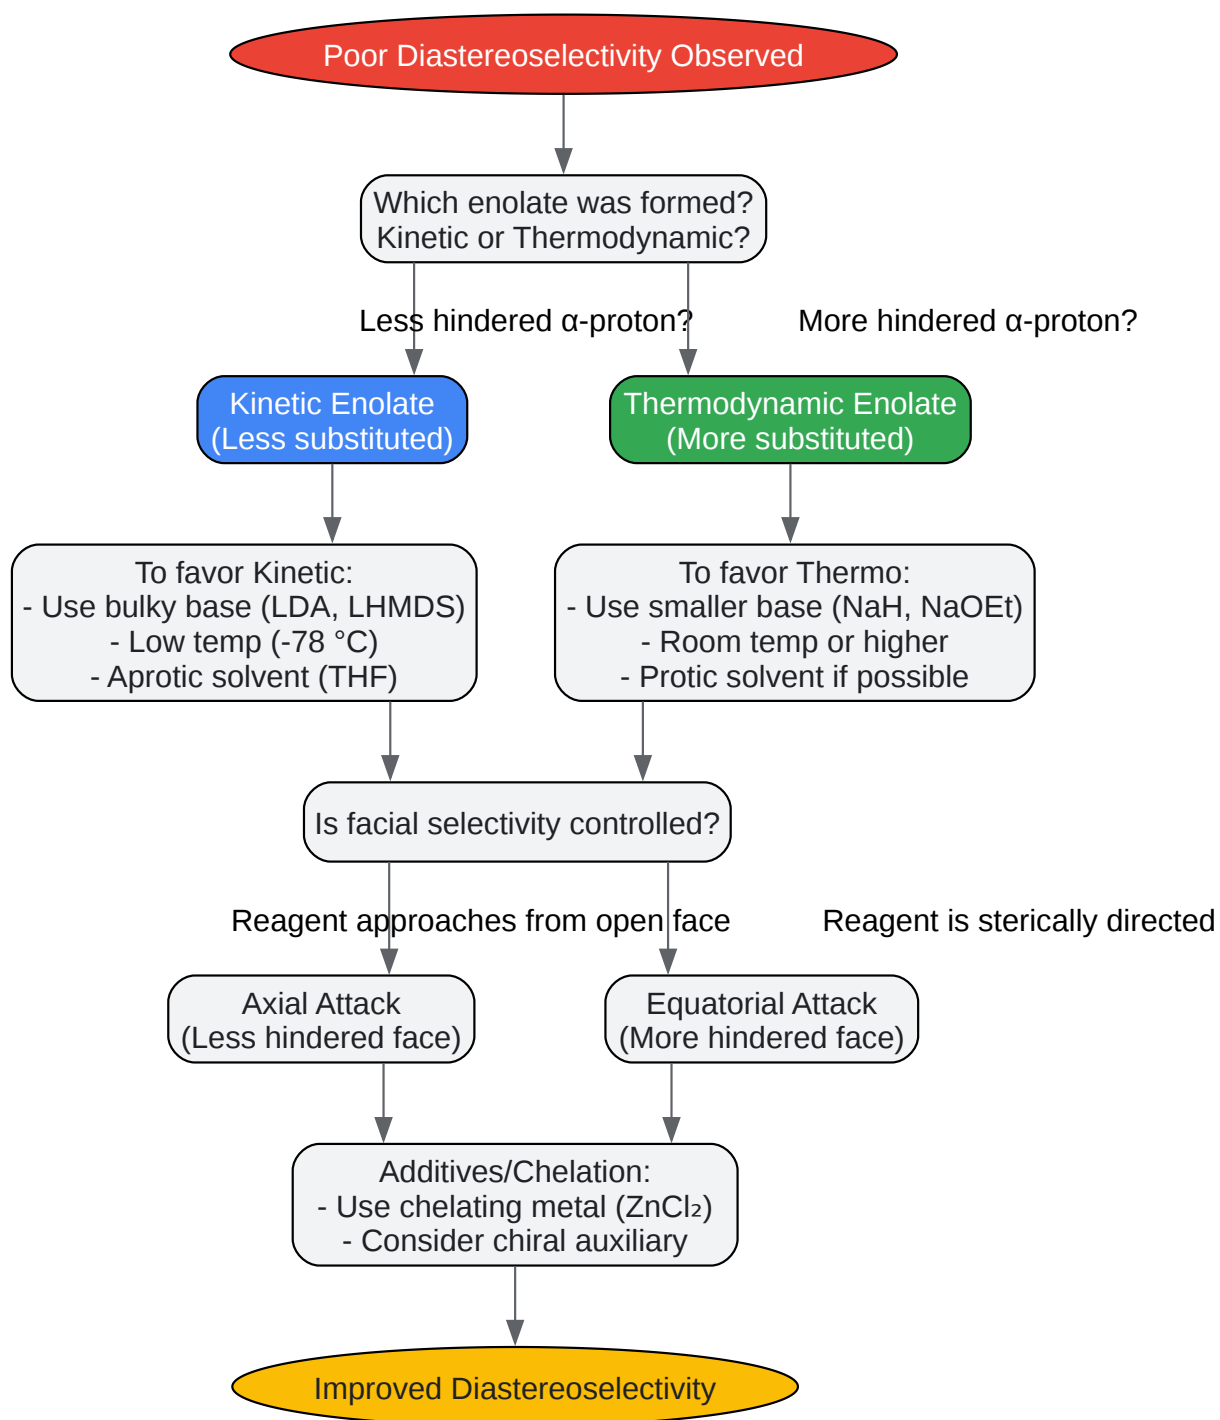 Poor Diastereoselectivity Observed
Which enolate was formed?
Kinetic or Thermodynamic?
Less hindered α-proton?
More hindered α-proton?
Kinetic Enolate
(Less substituted)
Thermodynamic Enolate
(More substituted)
To favor Kinetic:
- Use bulky base (LDA, LHMDS)
- Low temp (-78 °C)
- Aprotic solvent (THF)
To favor Thermo:
- Use smaller base (NaH, NaOEt)
- Room temp or higher
- Protic solvent if possible
Is facial selectivity controlled?
Reagent approaches from open face
Reagent is sterically directed
Axial Attack
(Less hindered face)
Equatorial Attack
(More hindered face)
Additives/Chelation:
- Use chelating metal (ZnCl₂)
- Consider chiral auxiliary
Improved Diastereoselectivity